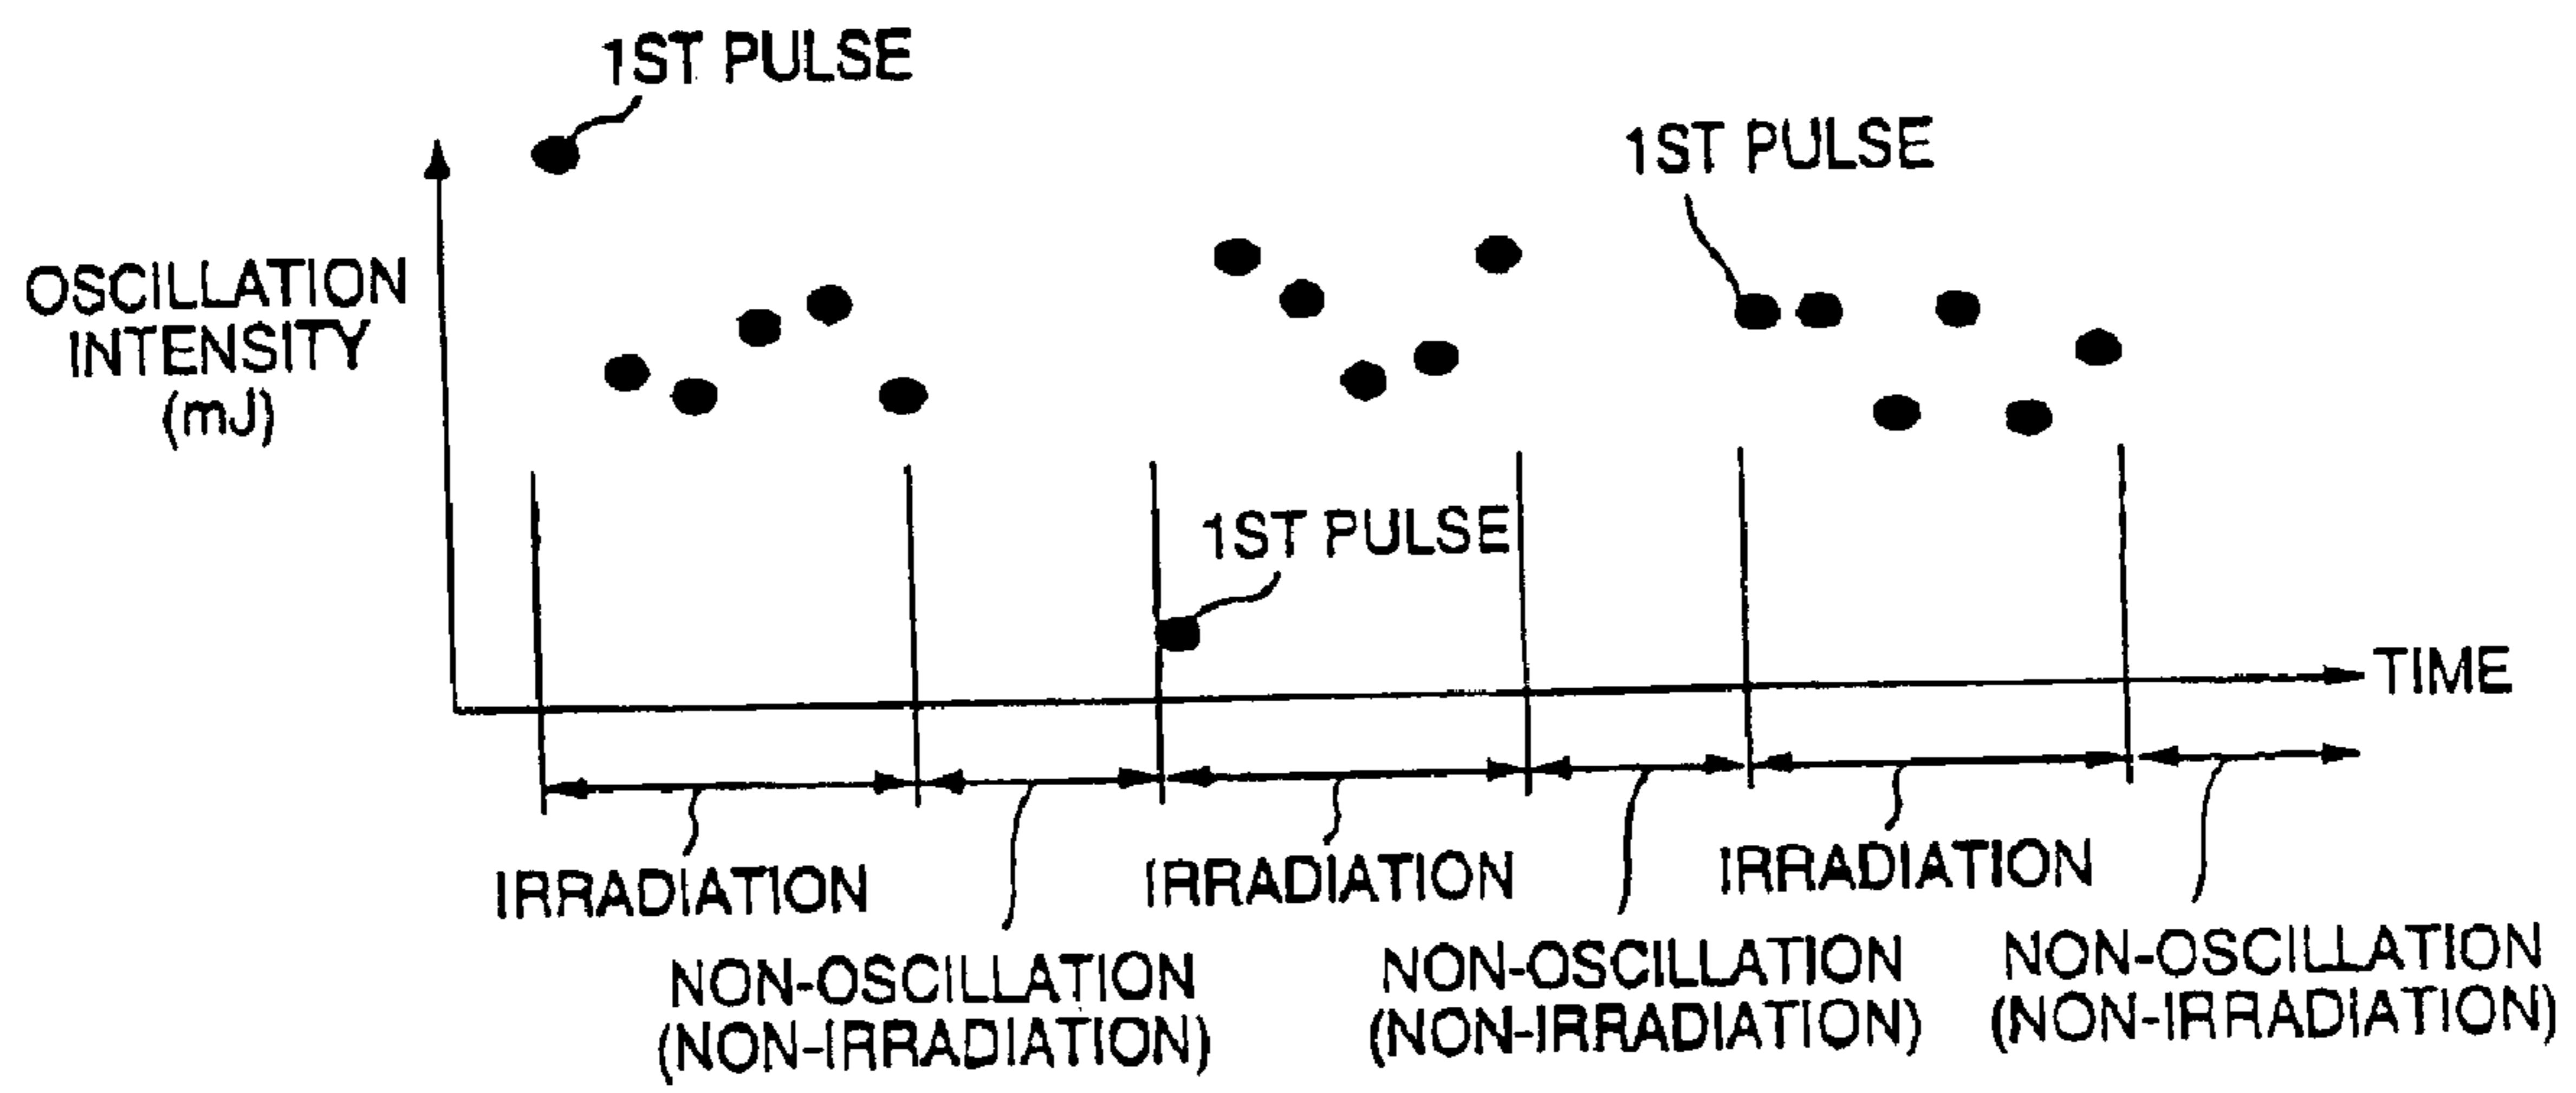 1ST PULSE
1ST PULSE
OSCILLATION
INTENSITY
(mJ)
1ST PULSE
TIME
IRRADIATION
IRRADIATION
IRRADIATION
NON-OSCILLATION
(NON-IRRADIATION)
NON-OSCILLATION
(NON-IRRADIATION)
NON-OSCILLATION
(NON-IRRADIATION)